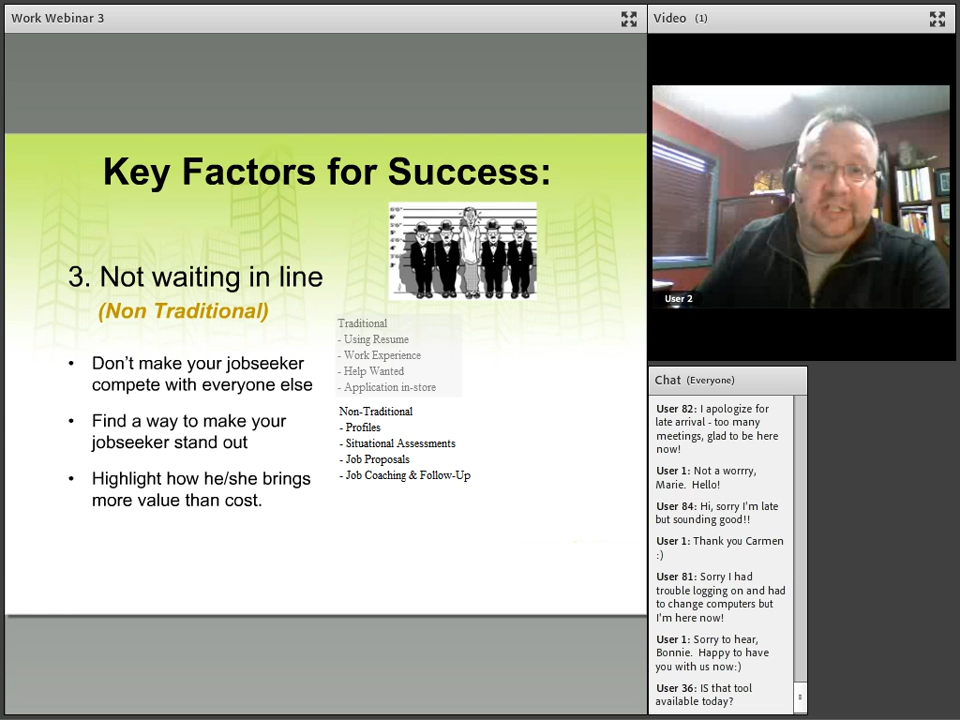 Work Webinar 3
Video (1)
Key Factors for Success:
3. Not waiting in line
(Non Traditional)
• Don't make your jobseeker
compete with everyone else
• Find a way to make your
jobseeker stand out
• Highlight how he/she brings
more value than cost.
Traditional
- Using Resume
- Work Experience
- Help Wanted
- Application in-store
Non-Traditional
- Profiles
- Situational Assessments
- Job Proposals
- Job Coaching & Follow-Up
User 2
Chat (Everyone)
User 82: I apologize for
late arrival - too many
meetings, glad to be here
now!
User 1: Not a worrry,
Marie. Hello!
User 84: Hi, sorry I'm late
but sounding good!!
User 1: Thank you Carmen
:)
User 81: Sorry I had
trouble logging on and had
to change computers but
I'm here now!
User 1: Sorry to hear,
Bonnie. Happy to have
you with us now:)
User 36: IS that tool
available today?